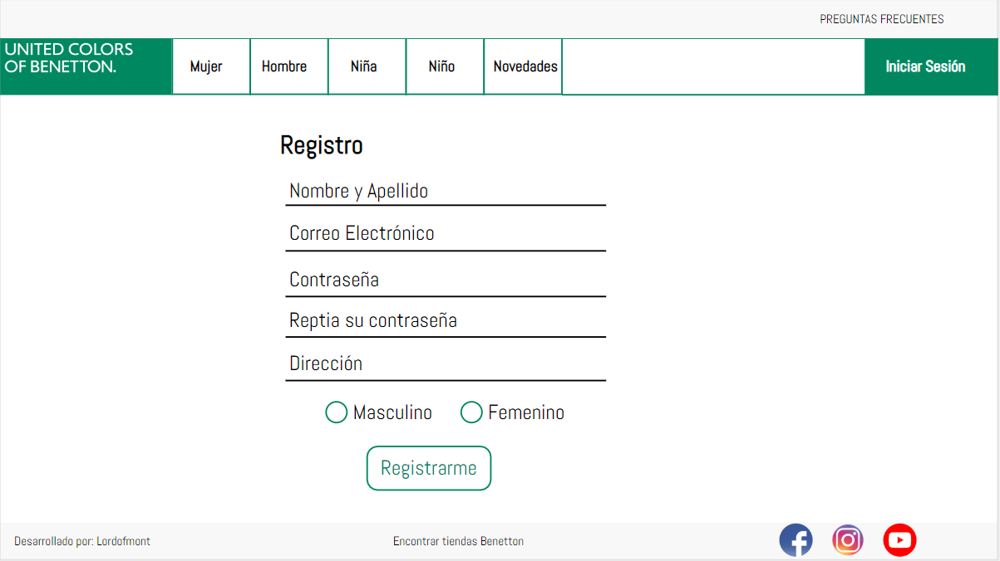 PREGUNTAS FRECUENTES
UNITED COLORS
OF BENETTON.
Mujer
Hombre
Niña
Niño
Novedades
Iniciar Sesión
Registro
Nombre y Apellido
Correo Electrónico
Contraseña
Reptia su contraseña
Dirección
Masculino
Femenino
Registrarme
Desarrollado por: Lordofmont
Encontrar tiendas Benetton